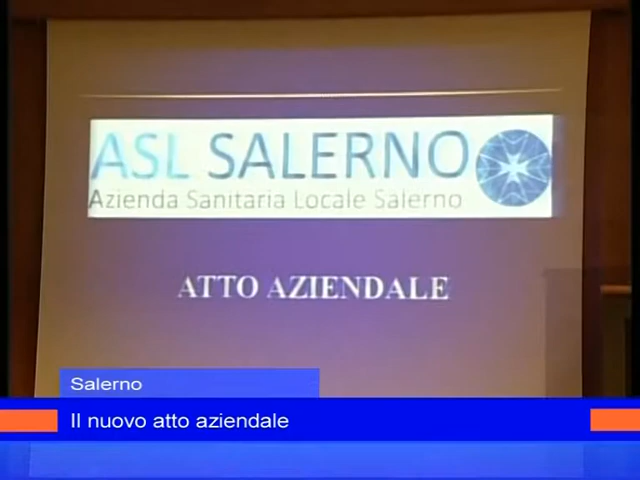 ASL SALERNO
Azienda Sanitaria Locale Salerno
ATTO AZIENDALE
Salerno
Il nuovo atto aziendale